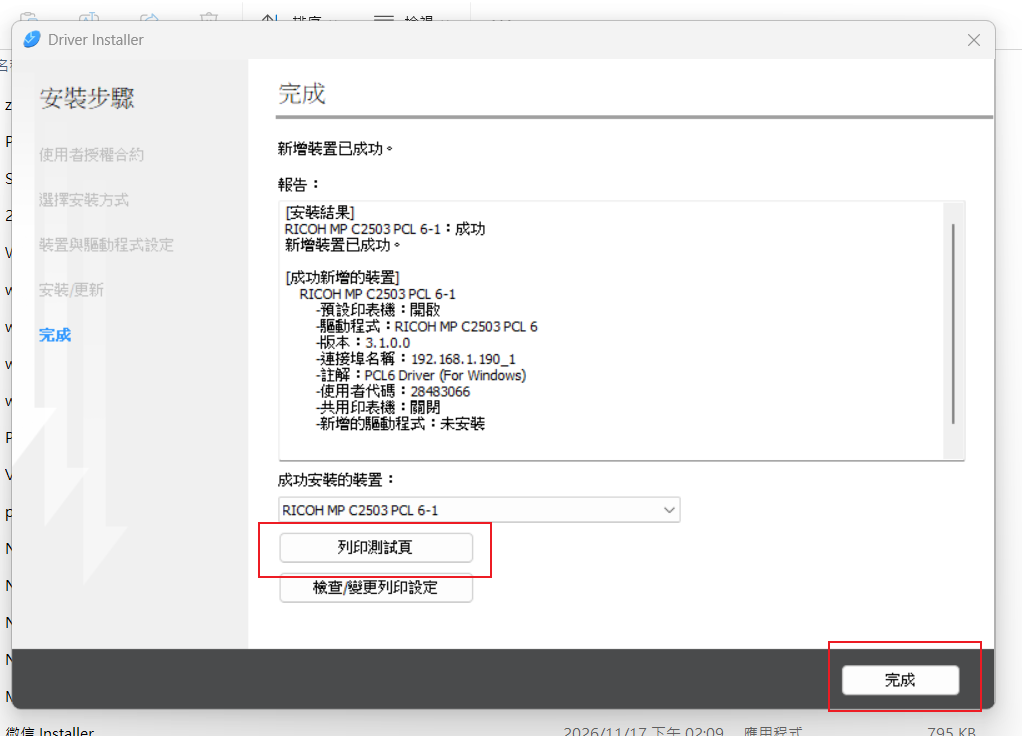 排序
檢視
Driver Installer
安裝步驟
使用者授權合約
選擇安裝方式
裝置與驅動程式設定
安裝/更新
完成
完成
新增裝置已成功。
報告：
[安裝結果]
RICOH MP C2503 PCL 6-1：成功
新增裝置已成功。
[成功新增的裝置]
RICOH MP C2503 PCL 6-1
-預設印表機：開啟
-驅動程式：RICOH MP C2503 PCL 6
-版本：3.1.0.0
-連接埠名稱：192.168.1.190_1
-註解：PCL6 Driver (For Windows)
-使用者代碼：28483066
-共用印表機：關閉
-新增的驅動程式：未安裝
成功安裝的裝置：
RICOH MP C2503 PCL 6-1
列印測試頁
檢查/變更列印設定
完成
微信 Installer 2026/11/17 下午 02:09 應用程式 795 KB